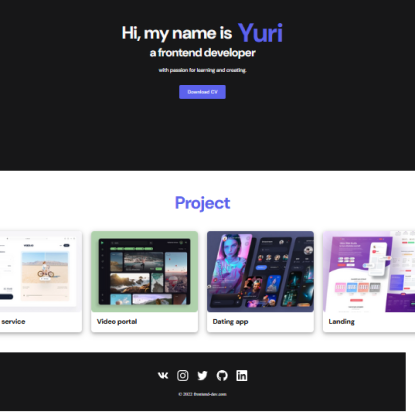 Hi, my name is Yuri
a frontend developer
with passion for learning and creating.
Download CV
Project
service
Video portal
Dating app
Landing
© 2022 frontend-dev.com